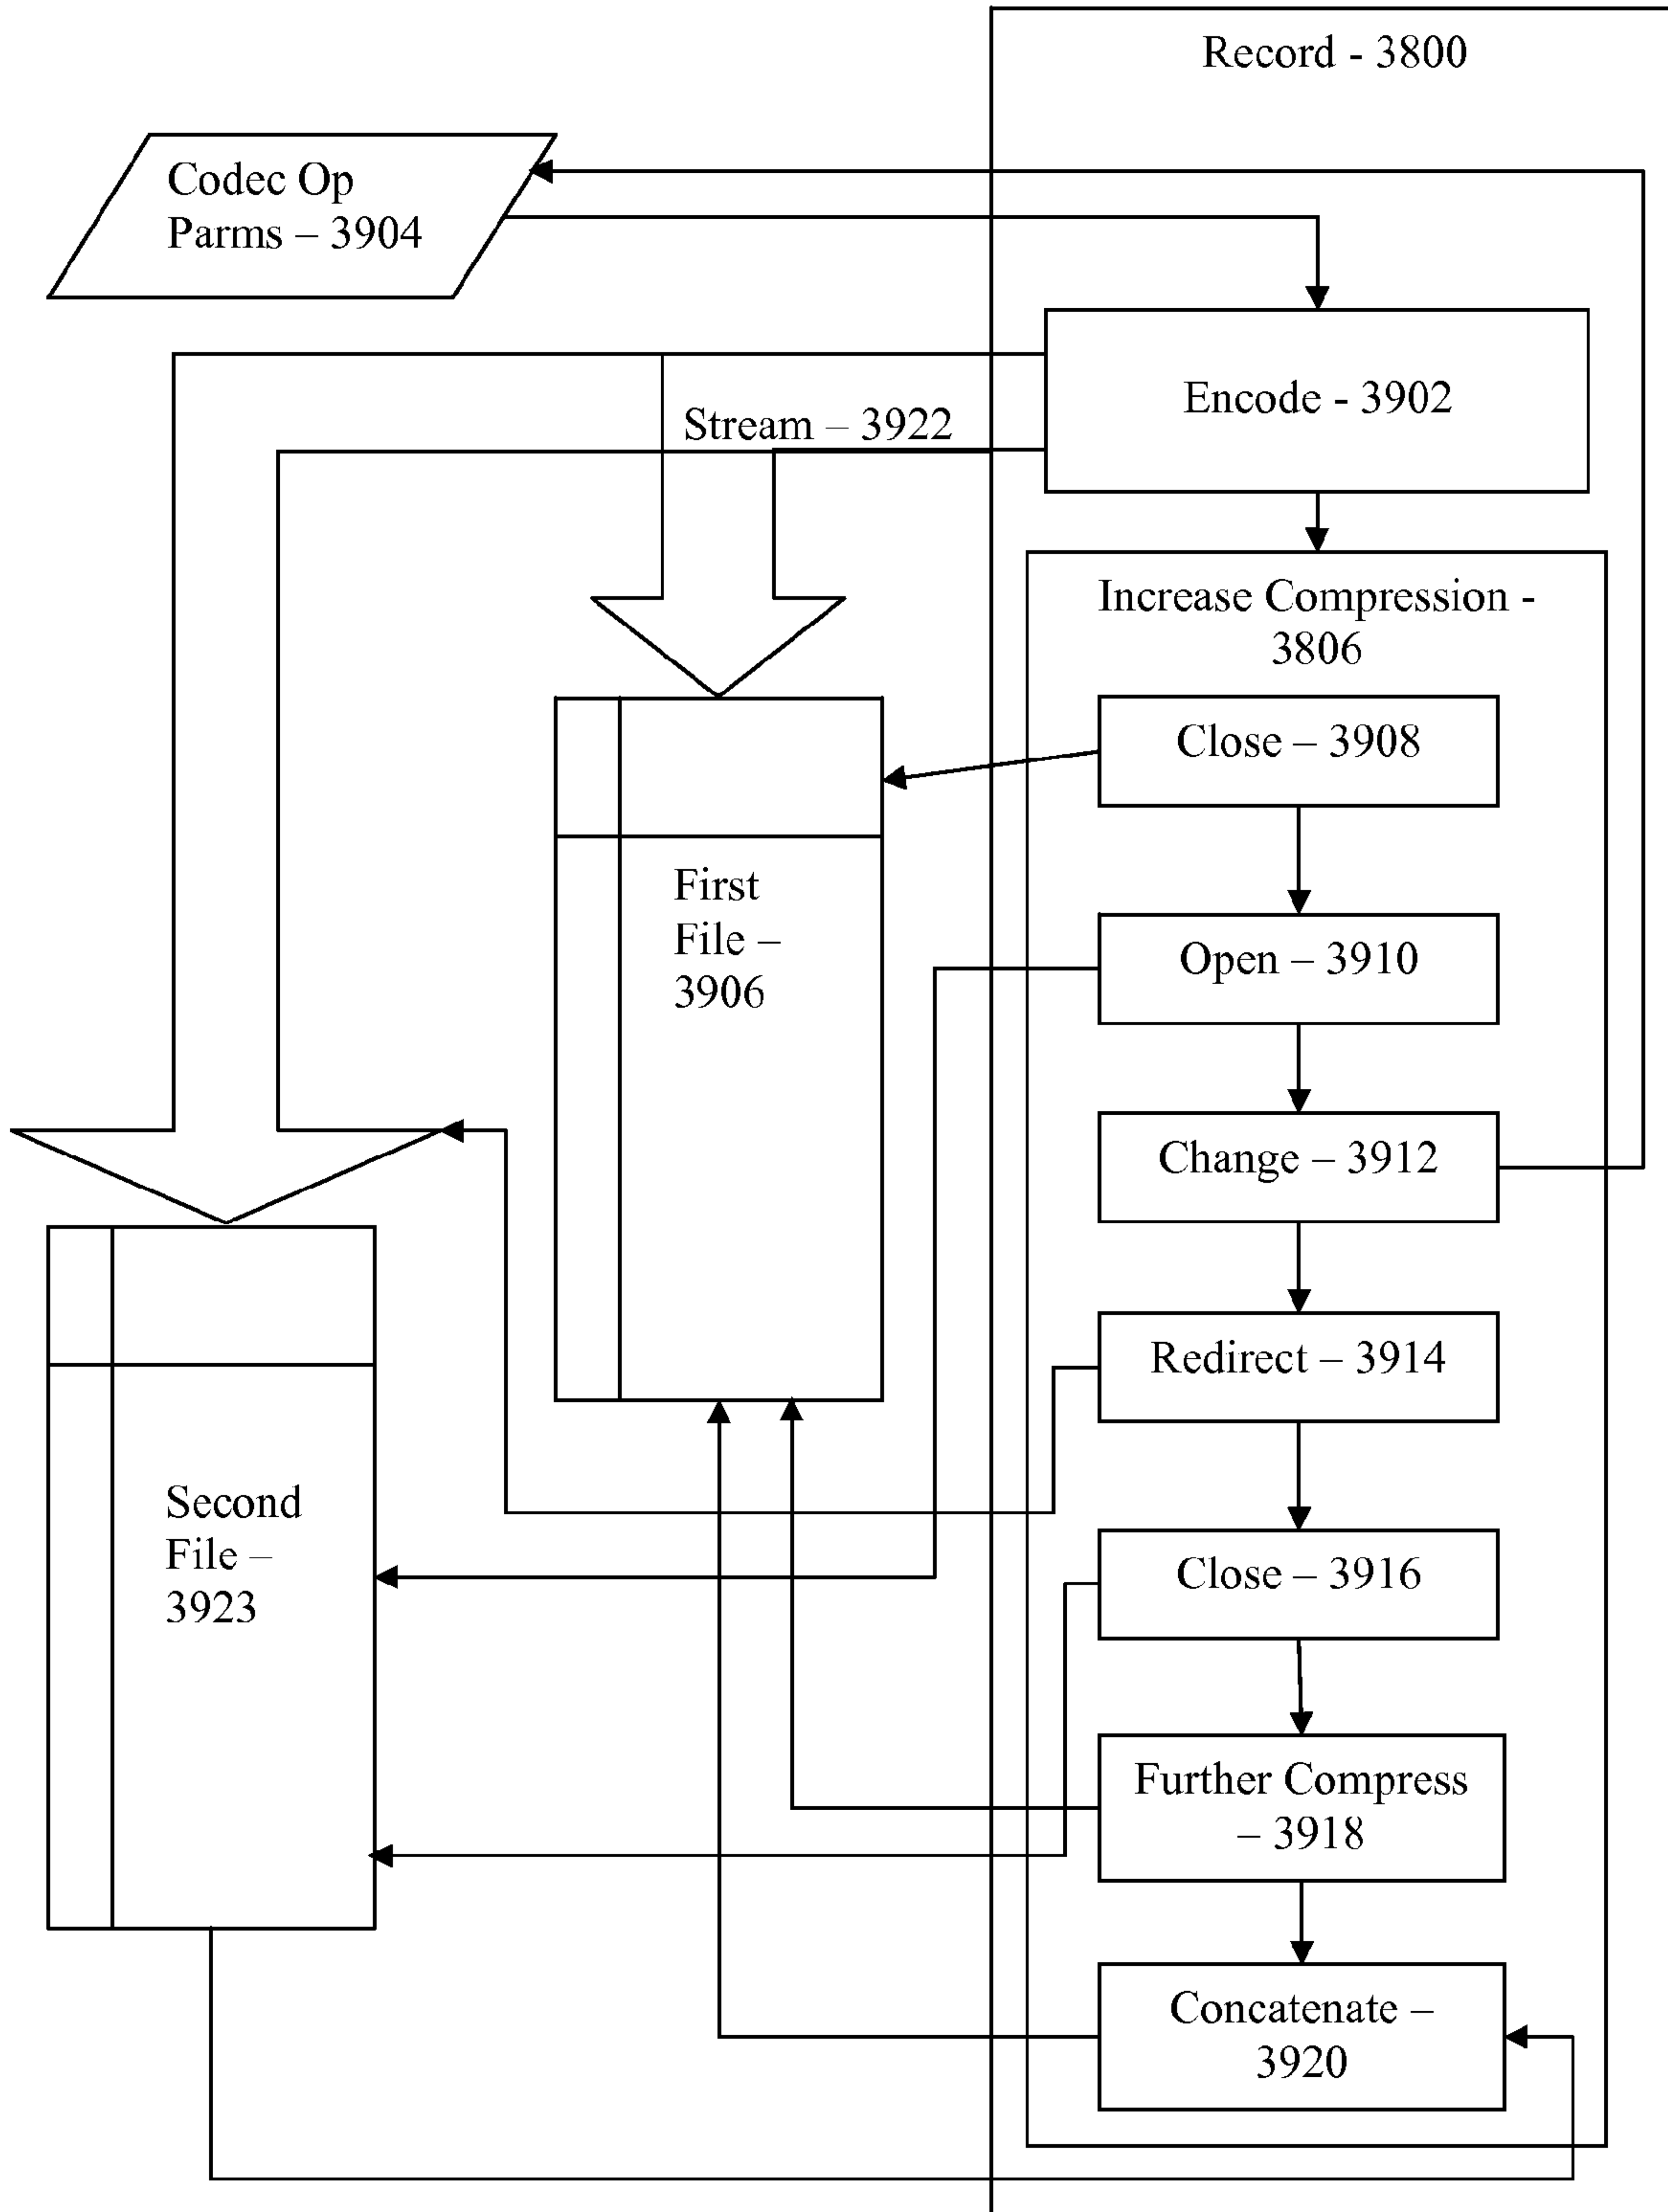 Record - 3800
Codec Op
Parms – 3904
Encode - 3902
Stream – 3922
Increase Compression -
3806
Close – 3908
First
File –
3906
Open – 3910
Change – 3912
Redirect – 3914
Second
File –
3923
Close – 3916
Further Compress
– 3918
Concatenate –
3920